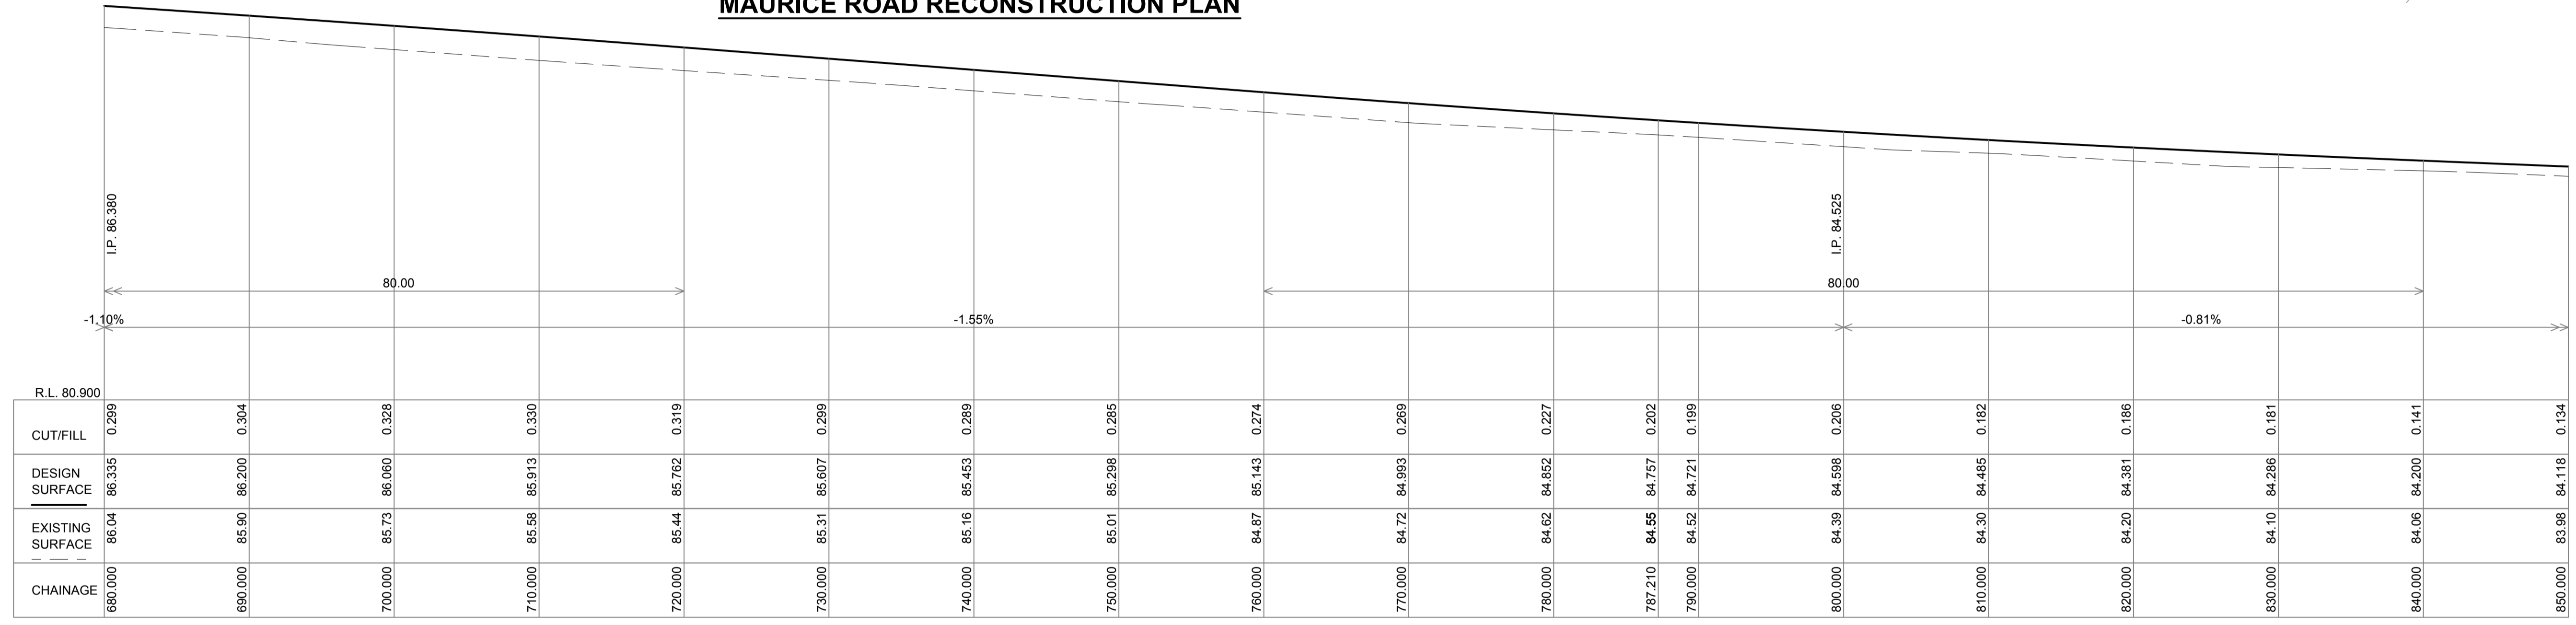 MAURICE ROAD RECONSTRUCTION PLAN
I.P. 86.380
I.P. 84.525
80.00
80.00
-1.10%
-1.55%
-0.81%
R.L. 80.900
CUT/FILL 0.299 0.304 0.328 0.330 0.319 0.299 0.289 0.285 0.274 0.269 0.227 0.202 0.199 0.206 0.182 0.186 0.181 0.141 0.134
DESIGN
SURFACE 86.335 86.200 86.060 85.913 85.762 85.607 85.453 85.298 85.143 84.993 84.852 84.757 84.721 84.598 84.485 84.381 84.286 84.200 84.118
EXISTING
SURFACE 86.04 85.90 85.73 85.58 85.44 85.31 85.16 85.01 84.87 84.72 84.62 84.55 84.52 84.39 84.30 84.20 84.10 84.06 83.98
CHAINAGE 680.000 690.000 700.000 710.000 720.000 730.000 740.000 750.000 760.000 770.000 780.000 787.210 790.000 800.000 810.000 820.000 830.000 840.000 850.000